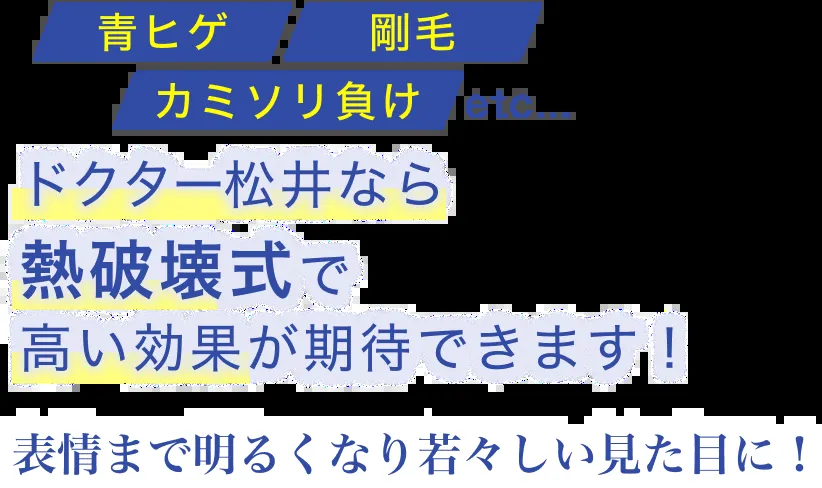 青ヒゲ 剛毛
カミソリ負け etc...
ドクター松井なら
熱破壊式で
高い効果が期待できます！
表情まで明るくなり若々しい見た目に！